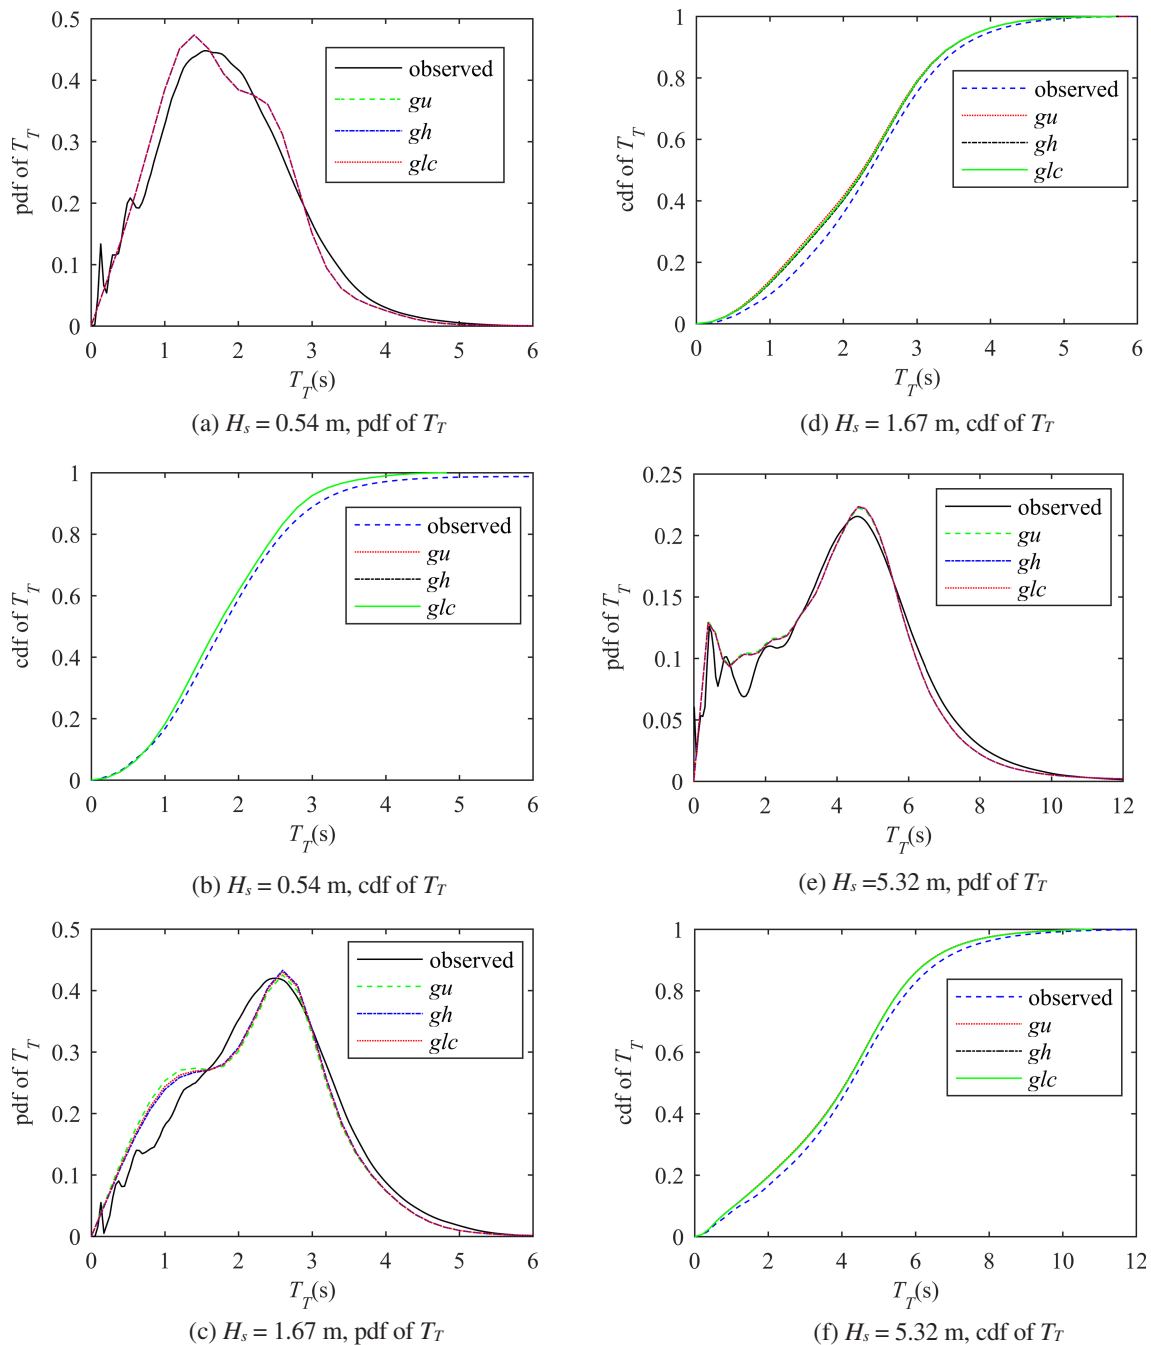 0.5
0.4
0.3
0.2
0.1
0
pdf of T_T
observed
gu
gh
glc
0 1 2 3 4 5 6
T_T(s)
(a) H_s = 0.54 m, pdf of T_T
1
0.8
0.6
0.4
0.2
0
cdf of T_T
observed
gu
gh
glc
0 1 2 3 4 5 6
T_T(s)
(b) H_s = 0.54 m, cdf of T_T
0.5
0.4
0.3
0.2
0.1
0
pdf of T_T
observed
gu
gh
glc
0 1 2 3 4 5 6
T_T(s)
(c) H_s = 1.67 m, pdf of T_T
1
0.8
0.6
0.4
0.2
0
cdf of T_T
observed
gu
gh
glc
0 1 2 3 4 5 6
T_T(s)
(d) H_s = 1.67 m, cdf of T_T
0.25
0.2
0.15
0.1
0.05
0
pdf of T_T
observed
gu
gh
glc
0 2 4 6 8 10 12
T_T(s)
(e) H_s =5.32 m, pdf of T_T
1
0.8
0.6
0.4
0.2
0
cdf of T_T
observed
gu
gh
glc
0 2 4 6 8 10 12
T_T(s)
(f) H_s = 5.32 m, cdf of T_T